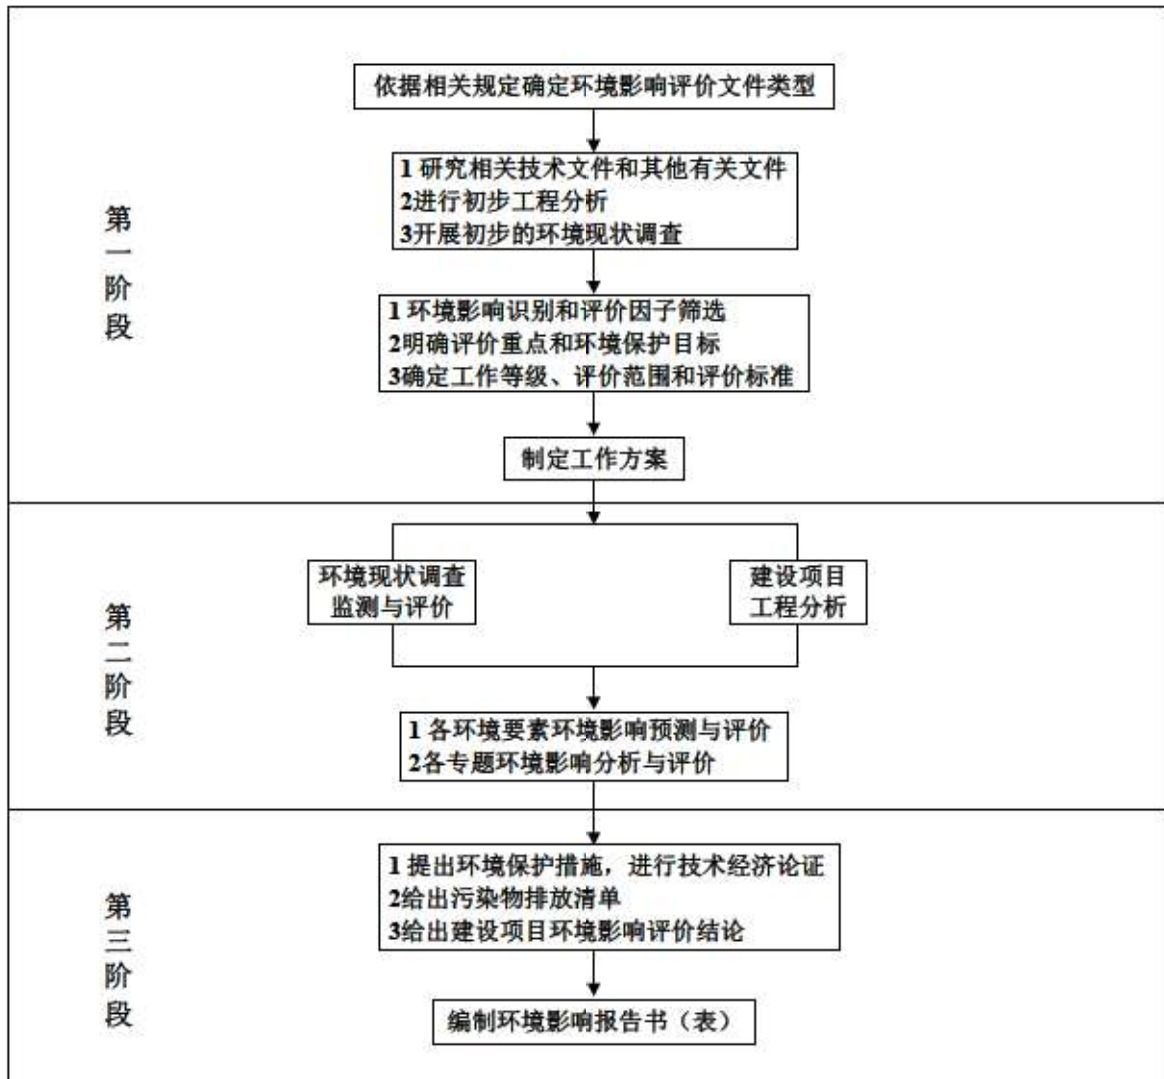 依据相关规定确定环境影响评价文件类型
1 研究相关技术文件和其他有关文件
2进行初步工程分析
3开展初步的环境现状调查
第一阶段
1 环境影响识别和评价因子筛选
2明确评价重点和环境保护目标
3确定工作等级、评价范围和评价标准
制定工作方案
环境现状调查
监测与评价
建设项目
工程分析
第二阶段
1 各环境要素环境影响预测与评价
2各专题环境影响分析与评价
1 提出环境保护措施，进行技术经济论证
2给出污染物排放清单
3给出建设项目环境影响评价结论
第三阶段
编制环境影响报告书（表）